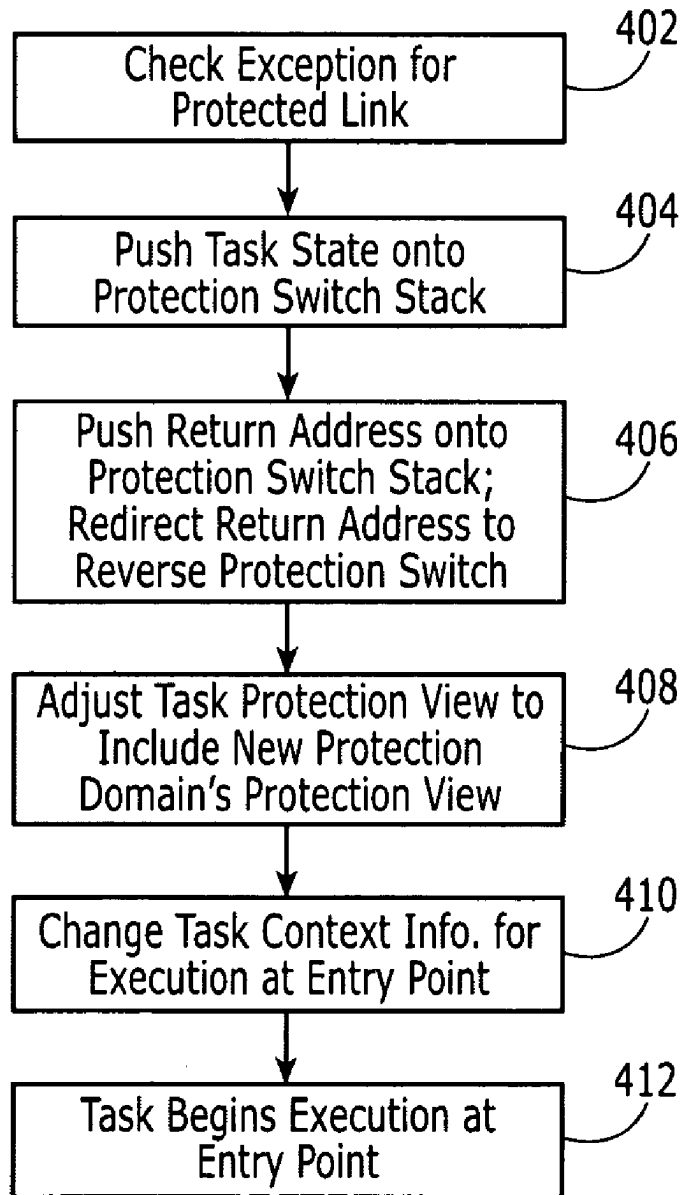 402
Check Exception for
Protected Link
404
Push Task State onto
Protection Switch Stack
406
Push Return Address onto
Protection Switch Stack;
Redirect Return Address to
Reverse Protection Switch
408
Adjust Task Protection View to
Include New Protection
Domain's Protection View
410
Change Task Context Info. for
Execution at Entry Point
412
Task Begins Execution at
Entry Point